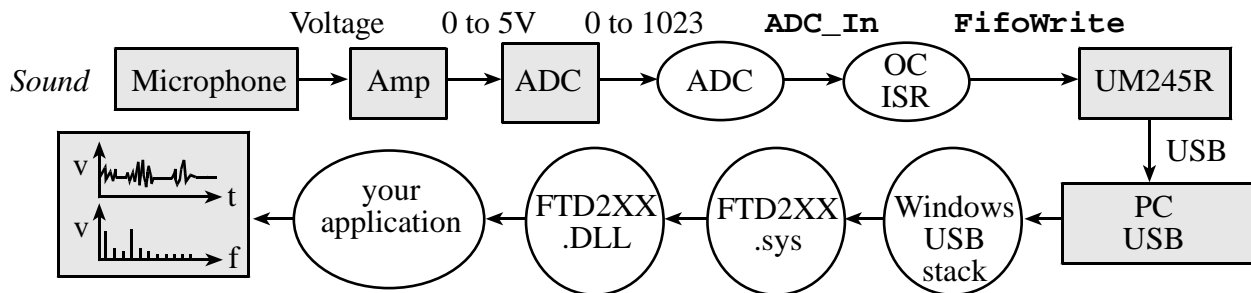 Voltage 0 to 5V 0 to 1023 ADC_In FifoWrite
Sound Microphone Amp ADC ADC OC ISR UM245R
USB
v
t
v
f
your
application
FTD2XX
.DLL
FTD2XX
.sys
Windows
USB
stack
PC
USB